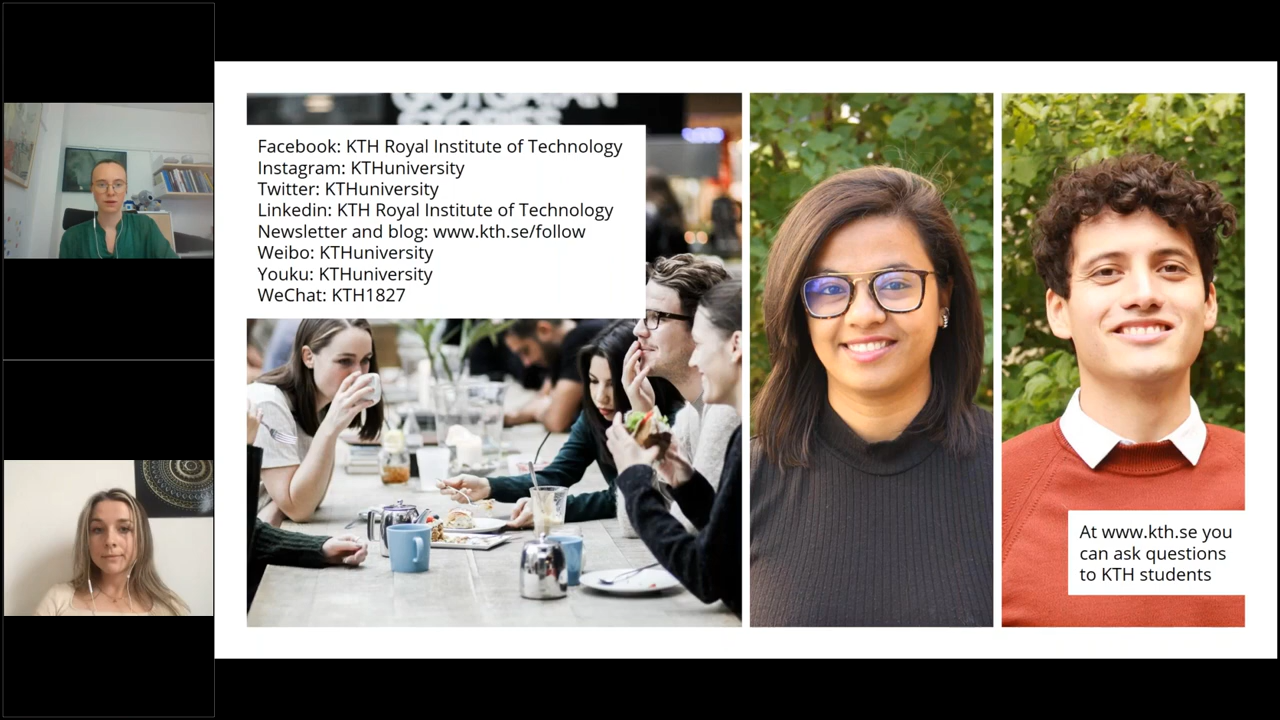 Facebook: KTH Royal Institute of Technology
Instagram: KTHuniversity
Twitter: KTHuniversity
Linkedin: KTH Royal Institute of Technology
Newsletter and blog: www.kth.se/follow
Weibo: KTHuniversity
Youku: KTHuniversity
WeChat: KTH1827
At www.kth.se you
can ask questions
to KTH students